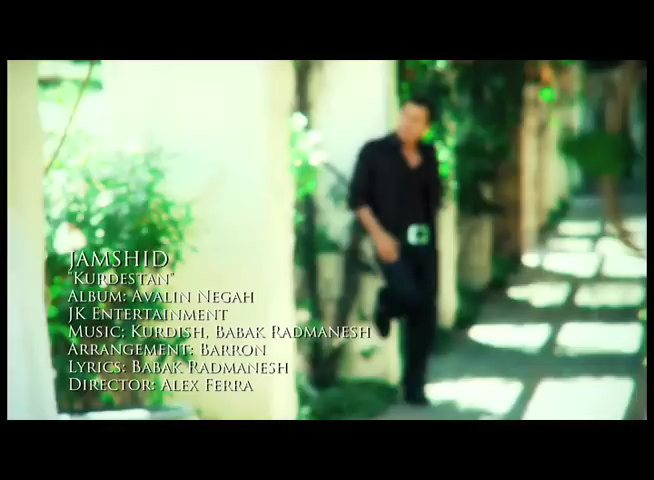 JAMSHID
"KURDESTAN"
ALBUM: AVALIN NEGAH
JK ENTERTAINMENT
MUSIC: KURDISH, BABAK RADMANESH
ARRANGEMENT: BARRON
LYRICS: BABAK RADMANESH
DIRECTOR: ALEX FERRA